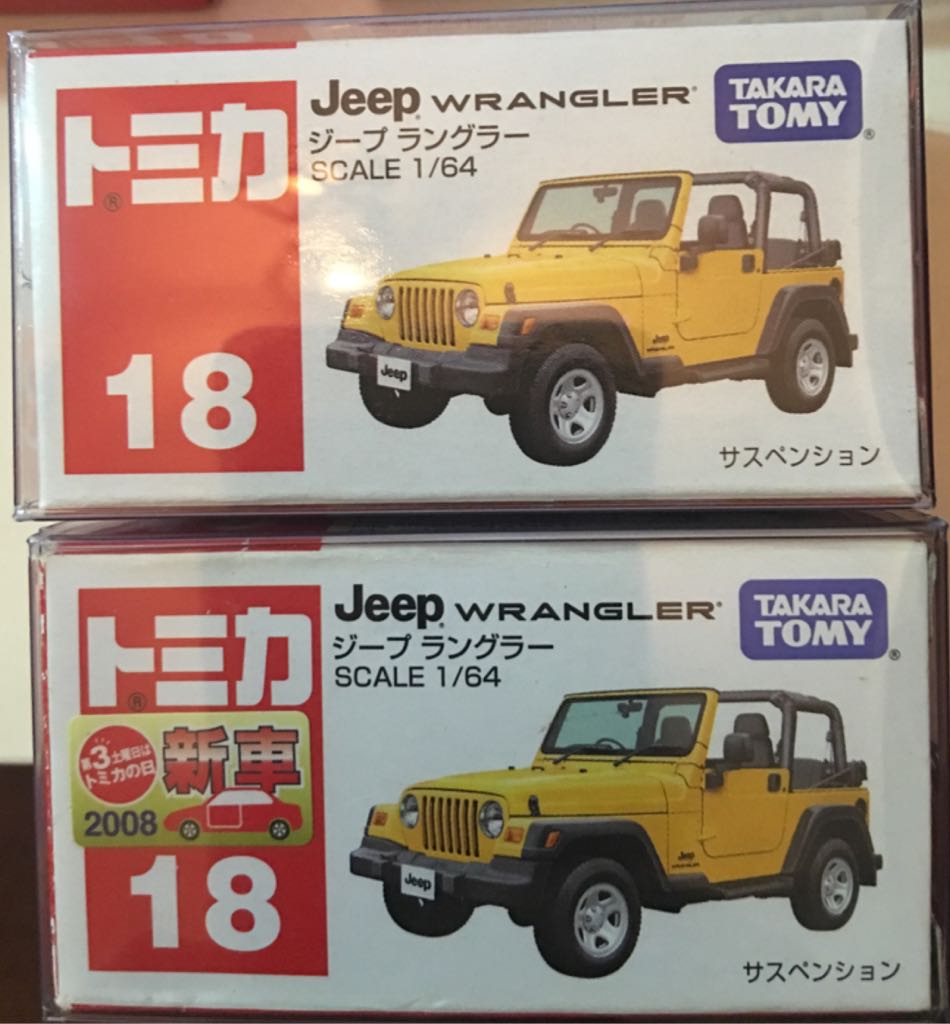 トミカ®
Jeep® WRANGLER®
ジープ ラングラー
SCALE 1/64
TAKARA
TOMY®
18
Jeep
サスペンション
トミカ®
Jeep® WRANGLER®
ジープ ラングラー
SCALE 1/64
TAKARA
TOMY®
第3土曜日は
トミカの日
新車
2008
18
Jeep
サスペンション